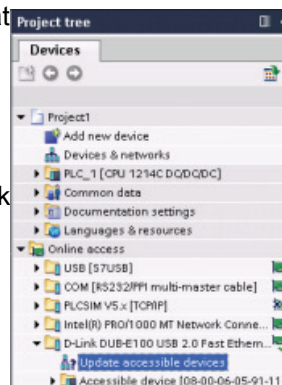 at
Project tree
Devices
Project1
Add new device
Devices & networks
PLC_1 [CPU 1214C DC/DC/DC]
k
Common data
Documentation settings
Languages & resources
Online access
USB [S7USB]
COM [RS232/PPI multi-master cable]
PLCSIM V5.x [TCP/IP]
Intel(R) PRO/1000 MT Network Conne...
D-Link DUB-E100 USB 2.0 Fast Ethern...
Update accessible devices
Accessible device [08-00-06-05-91-11